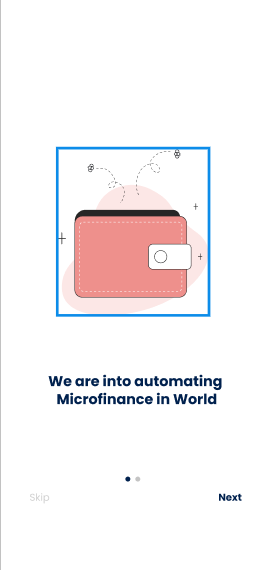 We are into automating
Microfinance in World
Skip
Next